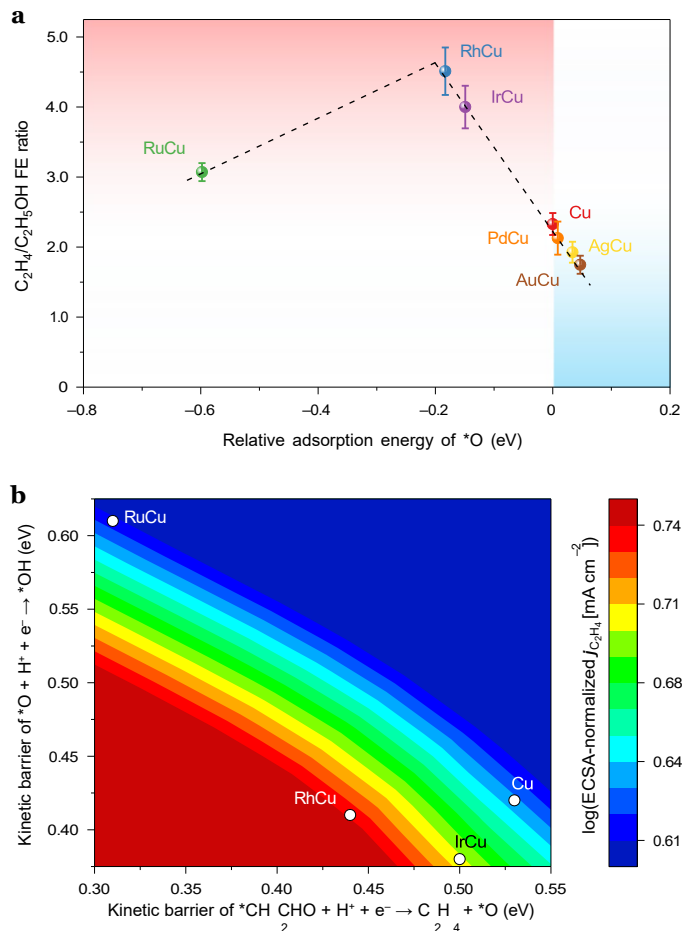 a
C₂H₄/C₂H₅OH FE ratio
5.0
4.0
3.0
2.0
1.0
0
RhCu
IrCu
RuCu
Cu
PdCu
AgCu
AuCu
–0.8
–0.6
–0.4
–0.2
0
0.2
Relative adsorption energy of *O (eV)
b
Kinetic barrier of *O + H⁺ + e⁻ → *OH (eV)
0.60
0.55
0.50
0.45
0.40
RuCu
Cu
RhCu
IrCu
0.30
0.35
0.40
0.45
0.50
0.55
Kinetic barrier of *CH₂CHO + H⁺ + e⁻ → C₂H₄ + *O (eV)
log(ECSA-normalized j_C₂H₄ [mA cm⁻²])
0.74
0.71
0.68
0.64
0.61